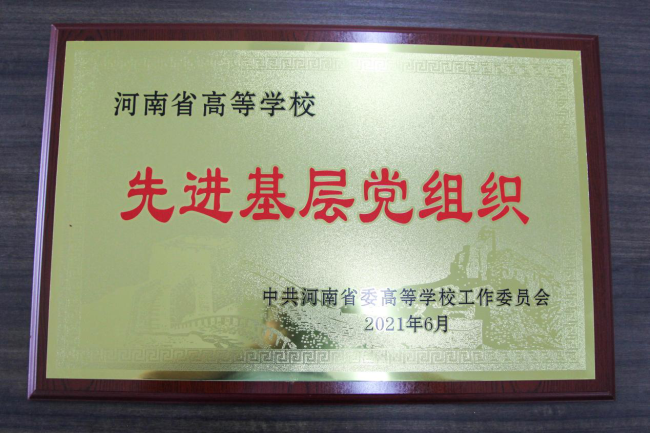 河南省高等学校
先进基层党组织
中共河南省委高等学校工作委员会
2021年6月